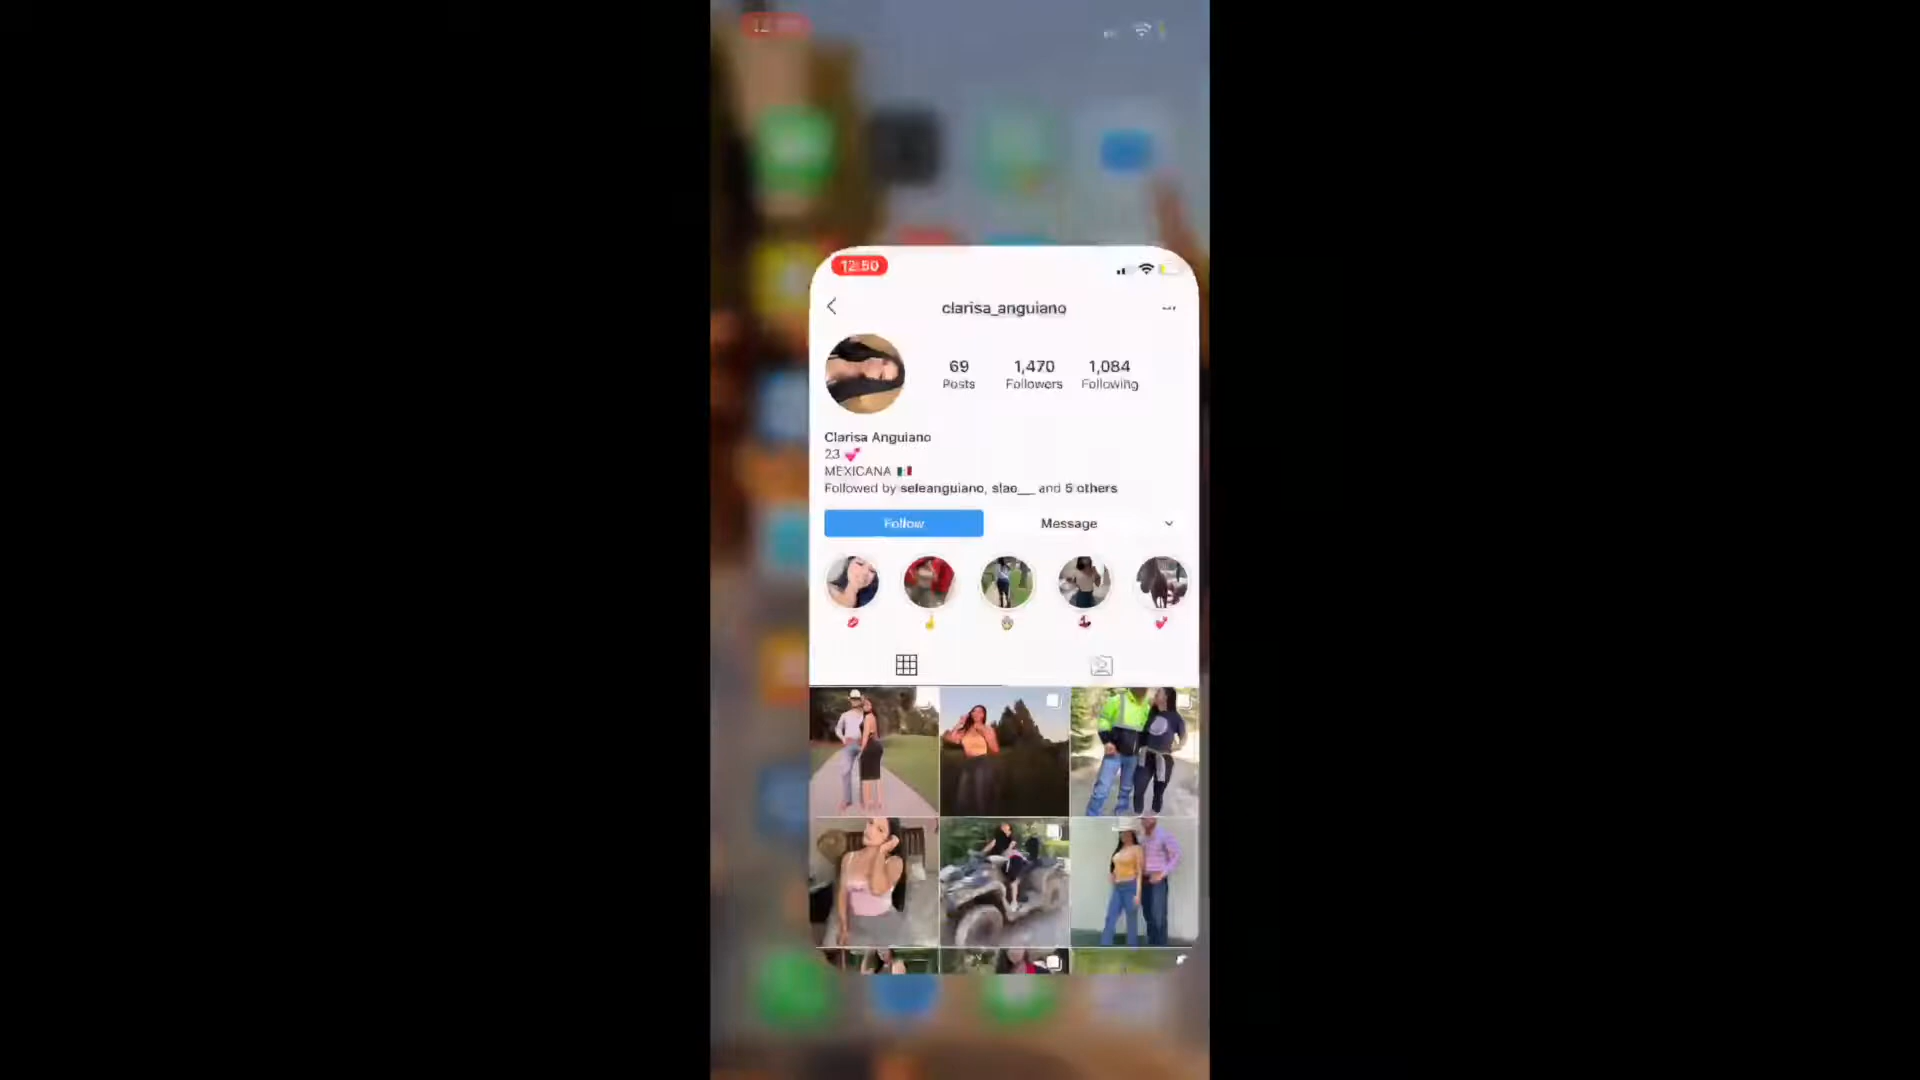 12:50
clarisa_anguiano
69
1,470
1,084
Posts
Followers
Following
Clarisa Anguiano
23 💕
MEXICANA 🇲🇽
Followed by seleanguiano, slao___ and 5 others
Follow
Message